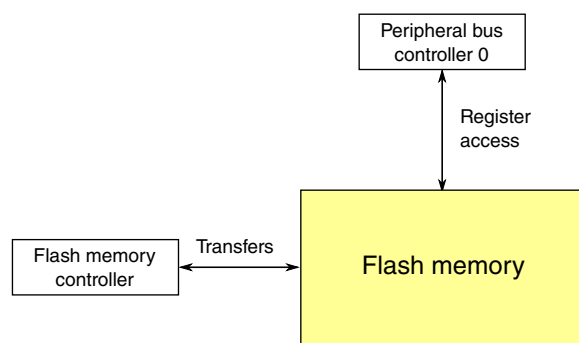 Peripheral bus
controller 0
Register
access
Transfers
Flash memory
controller
Flash memory